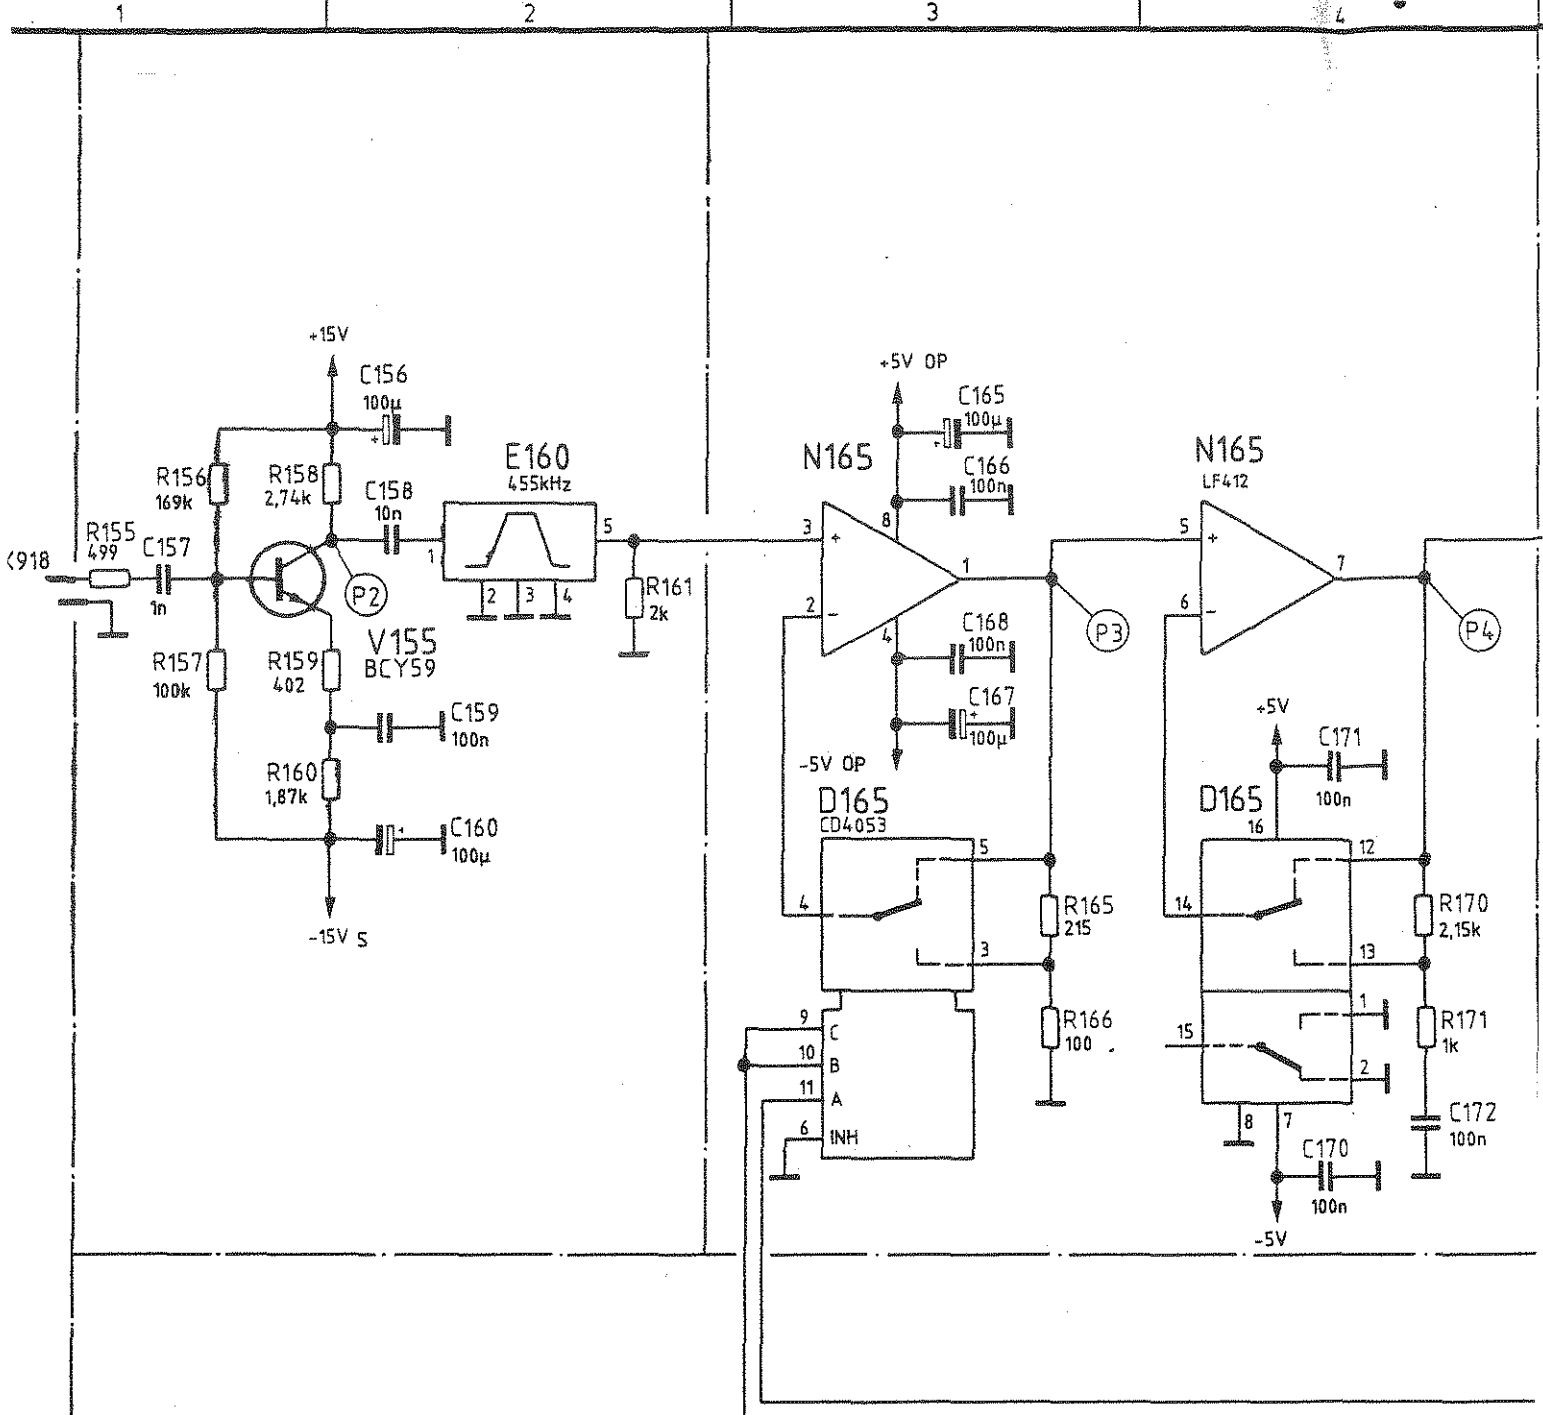 1
2
3
4
+15V
C156
100µ
+
R156
169k
R158
2,74k
C158
10n
E160
455kHz
1
5
2
3
4
R155
499
C157
1n
X918
P2
V155
BCY59
R161
2k
R157
100k
R159
402
C159
100n
R160
1,87k
C160
100µ
+
-15V S
+5V OP
C165
100µ
+
C166
100n
N165
8
3
+
2
-
1
4
C168
100n
C167
+
100µ
-5V OP
P3
D165
CD4053
5
4
3
R165
215
R166
100
9
C
10
B
11
A
6
INH
N165
LF412
5
+
6
-
7
P4
+5V
C171
100n
D165
16
12
14
13
R170
2,15k
15
1
2
R171
1k
8
7
C172
100n
C170
100n
-5V